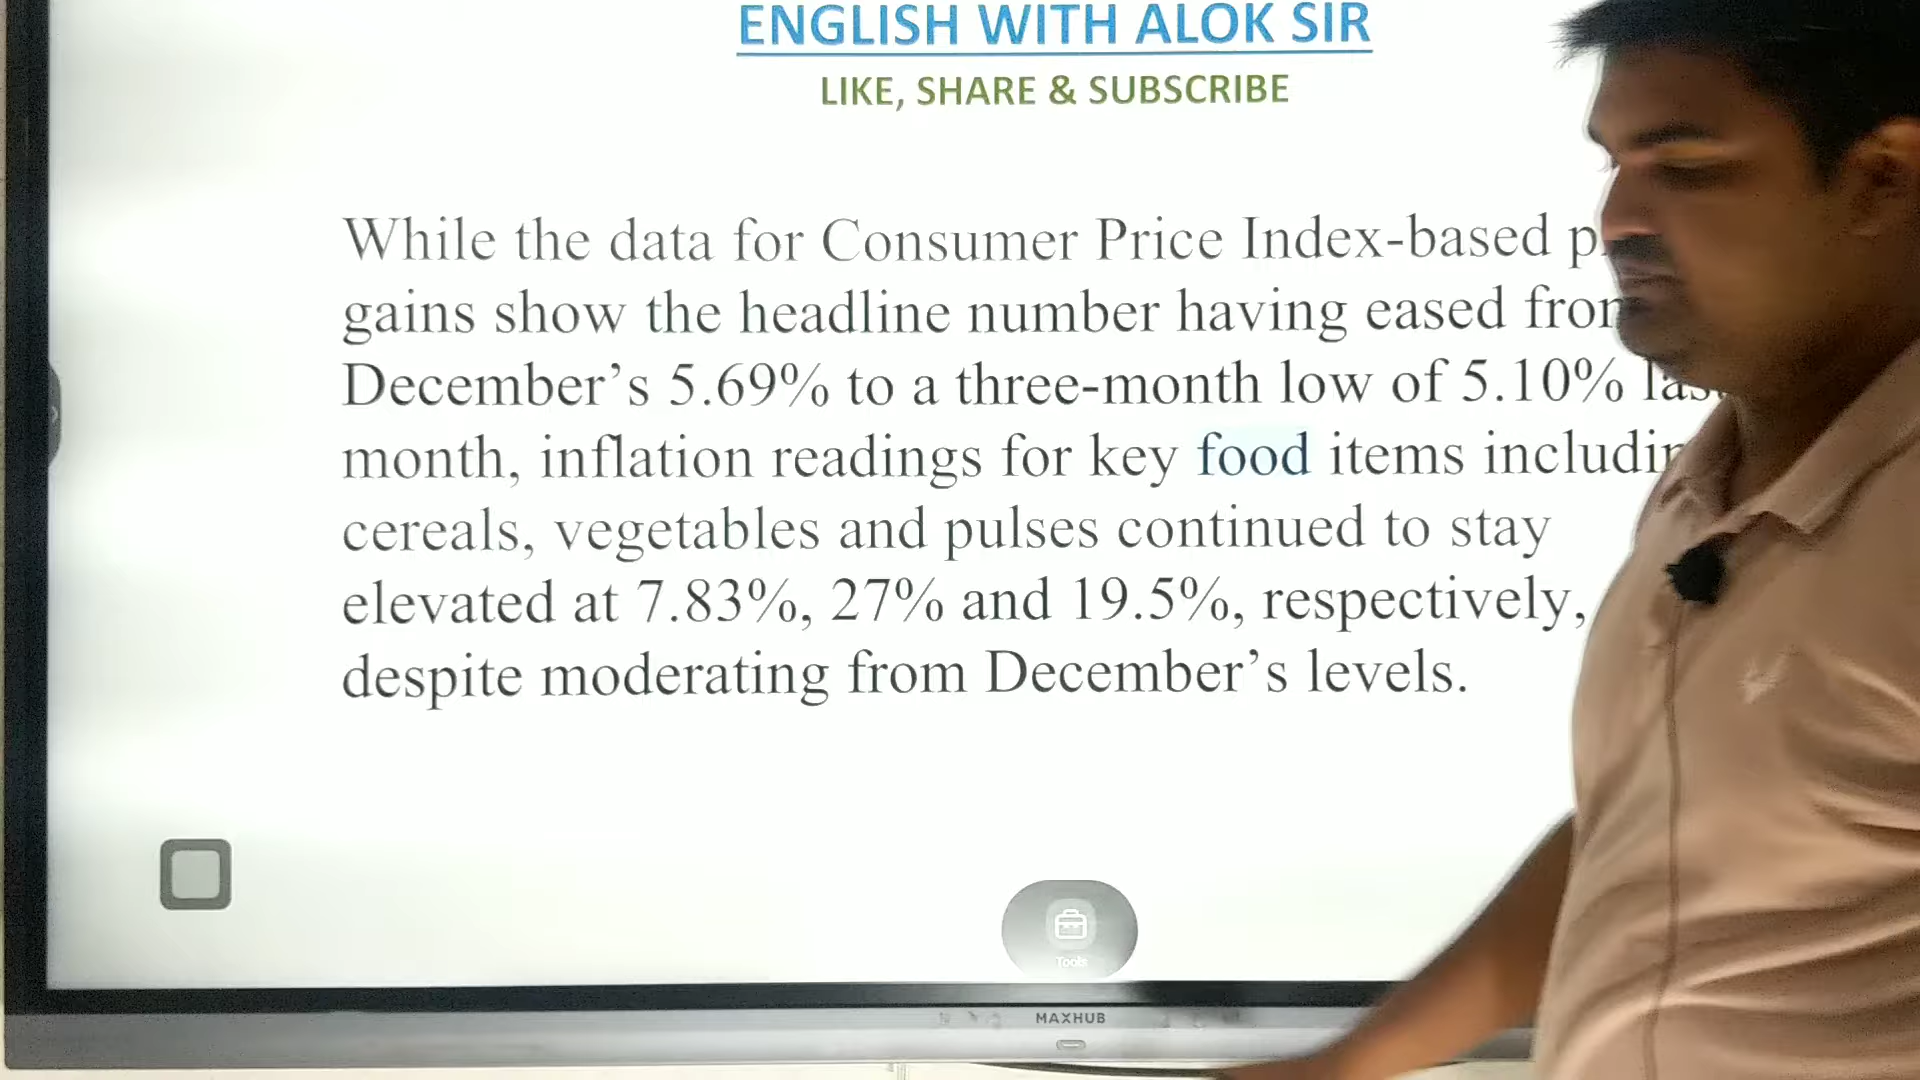 ENGLISH WITH ALOK SIR
LIKE, SHARE & SUBSCRIBE
While the data for Consumer Price Index-based
gains show the headline number having eased
December’s 5.69% to a three-month low of 5.10%
month, inflation readings for key food items
cereals, vegetables and pulses continued to stay
elevated at 7.83%, 27% and 19.5%, respectively,
despite moderating from December’s levels.
Tools
MAXHUB